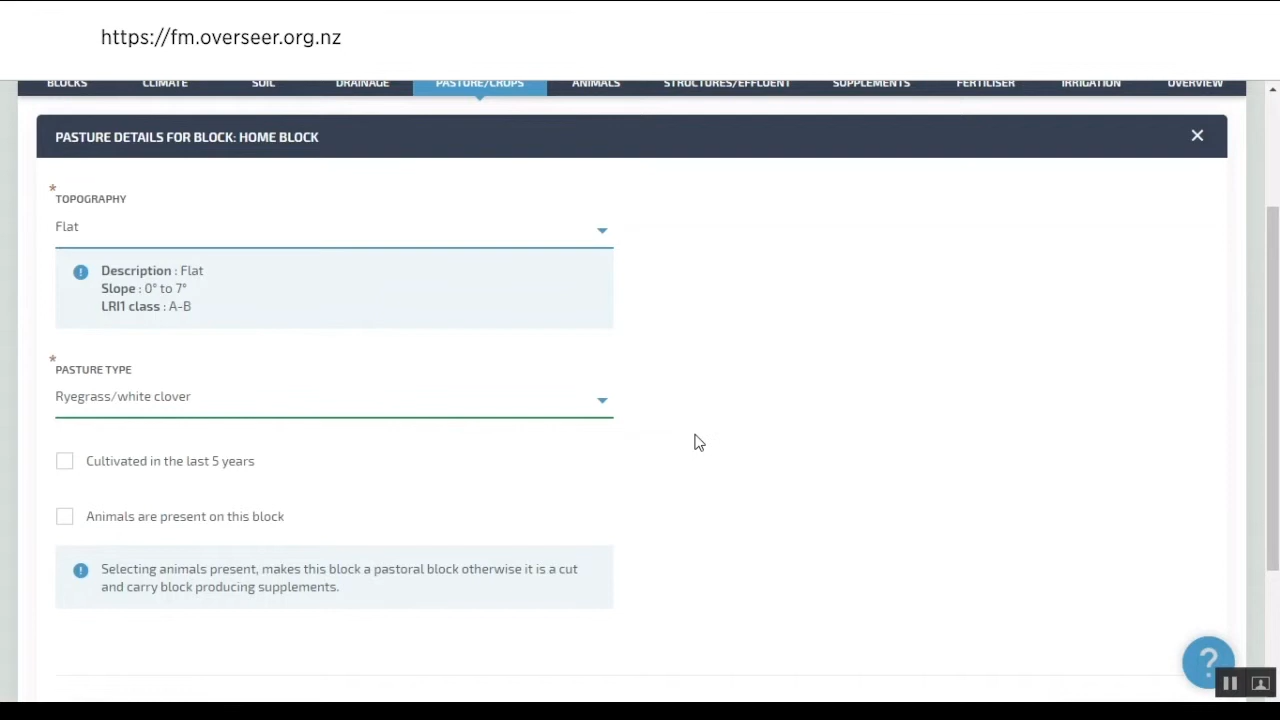 https://fm.overseer.org.nz
BLOCKS CLIMATE SOIL DRAINAGE PASTURE/CROPS ANIMALS STRUCTURES/EFFLUENT SUPPLEMENTS FERTILISER IRRIGATION OVERVIEW
PASTURE DETAILS FOR BLOCK: HOME BLOCK
*
TOPOGRAPHY
Flat
Description : Flat
Slope : 0° to 7°
LRI1 class : A-B
*
PASTURE TYPE
Ryegrass/white clover
Cultivated in the last 5 years
Animals are present on this block
Selecting animals present, makes this block a pastoral block otherwise it is a cut
and carry block producing supplements.
?